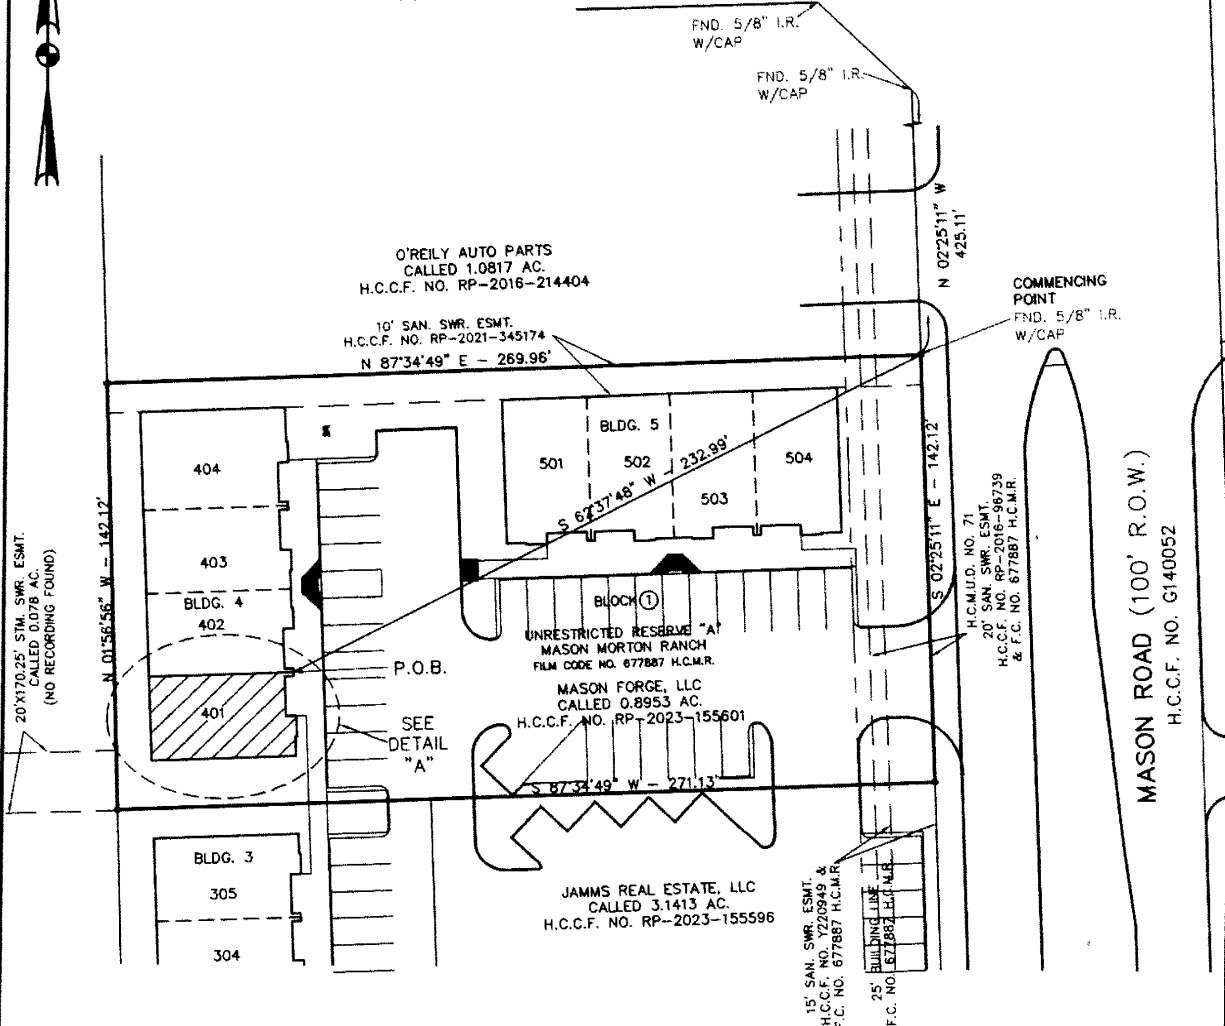 FND. 5/8" I.R.
W/CAP
FND. 5/8" I.R.
W/CAP
N 02°25'11" W
425.11'
O'REILY AUTO PARTS
CALLED 1.0817 AC.
H.C.C.F. NO. RP-2016-214404
COMMENCING
POINT
FND. 5/8" I.R.
W/CAP
10' SAN. SWR. ESMT.
H.C.C.F. NO. RP-2021-345174
N 87°34'49" E - 269.96'
BLDG. 5
501
502
503
504
S 62°37'48" W - 232.99'
404
403
BLDG. 4
402
401
N 01°56'56" W - 142.12'
20'X170.25' STM. SWR. ESMT.
CALLED 0.078 AC.
(NO RECORDING FOUND)
S 02°25'11" E - 142.12'
H.C.M.U.D. NO. 71
20' SAN. SWR. ESMT.
H.C.C.F. NO. RP-2016-96739
& F.C. NO. 677887 H.C.M.R.
MASON ROAD (100' R.O.W.)
H.C.C.F. NO. G140052
BLOCK 1
UNRESTRICTED RESERVE "A"
MASON MORTON RANCH
FILM CODE NO. 677887 H.C.M.R.
P.O.B.
MASON FORGE, LLC
CALLED 0.8953 AC.
H.C.C.F. NO. RP-2023-155601
SEE
DETAIL
"A"
S 87°34'49" W - 271.13'
BLDG. 3
305
304
JAMMS REAL ESTATE, LLC
CALLED 3.1413 AC.
H.C.C.F. NO. RP-2023-155596
15' SAN. SWR. ESMT.
H.C.C.F. NO. Y220949 &
F.C. NO. 677887 H.C.M.R.
25' BUILDING LINE
F.C. NO. 677887 H.C.M.R.